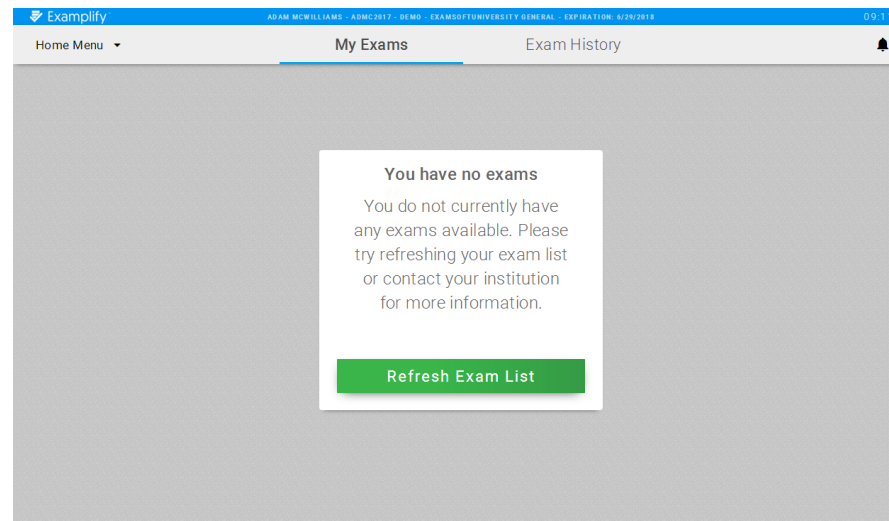 Examplify
ADAM MCWILLIAMS - ADMC2017 - DEMO - EXAMSOFTUNIVERSITY GENERAL - EXPIRATION: 6/29/2018
Home Menu
My Exams
Exam History
You have no exams
You do not currently have
any exams available. Please
try refreshing your exam list
or contact your institution
for more information.
Refresh Exam List